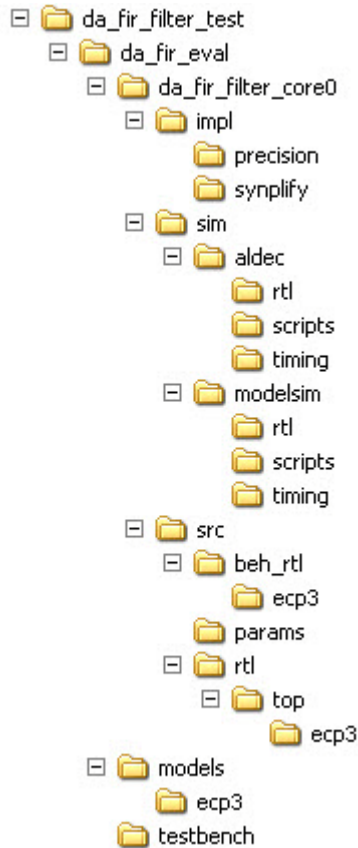 da_fir_filter_test
da_fir_eval
da_fir_filter_core0
impl
precision
synplify
sim
aldec
rtl
scripts
timing
modelsim
rtl
scripts
timing
src
beh_rtl
ecp3
params
rtl
top
ecp3
models
ecp3
testbench